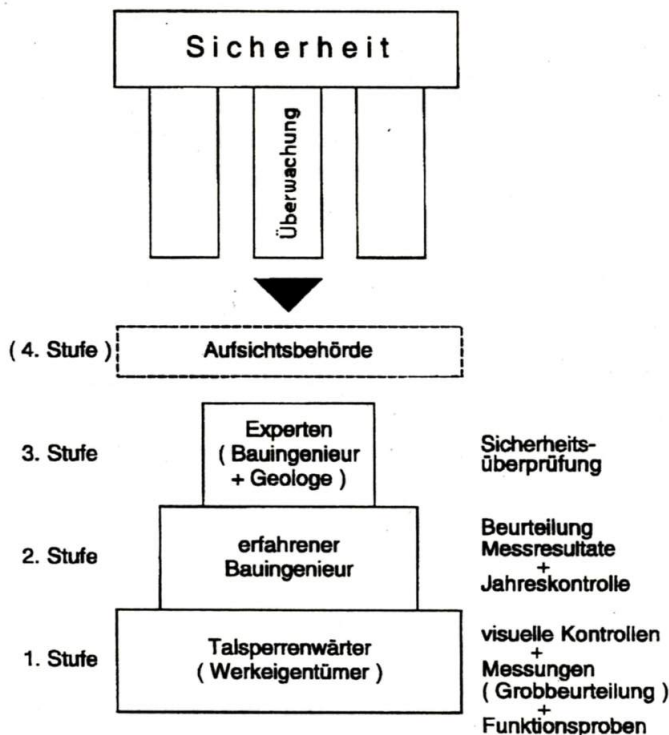 Sicherheit
Überwachung
( 4. Stufe )
Aufsichtsbehörde
3. Stufe
Experten
( Bauingenieur
+ Geologe )
Sicherheits-
überprüfung
2. Stufe
erfahrener
Bauingenieur
Beurteilung
Messresultate
+
Jahreskontrolle
1. Stufe
Talsperrenwärter
( Werkeigentümer )
visuelle Kontrollen
+
Messungen
( Grobbeurteilung )
+
Funktionsproben